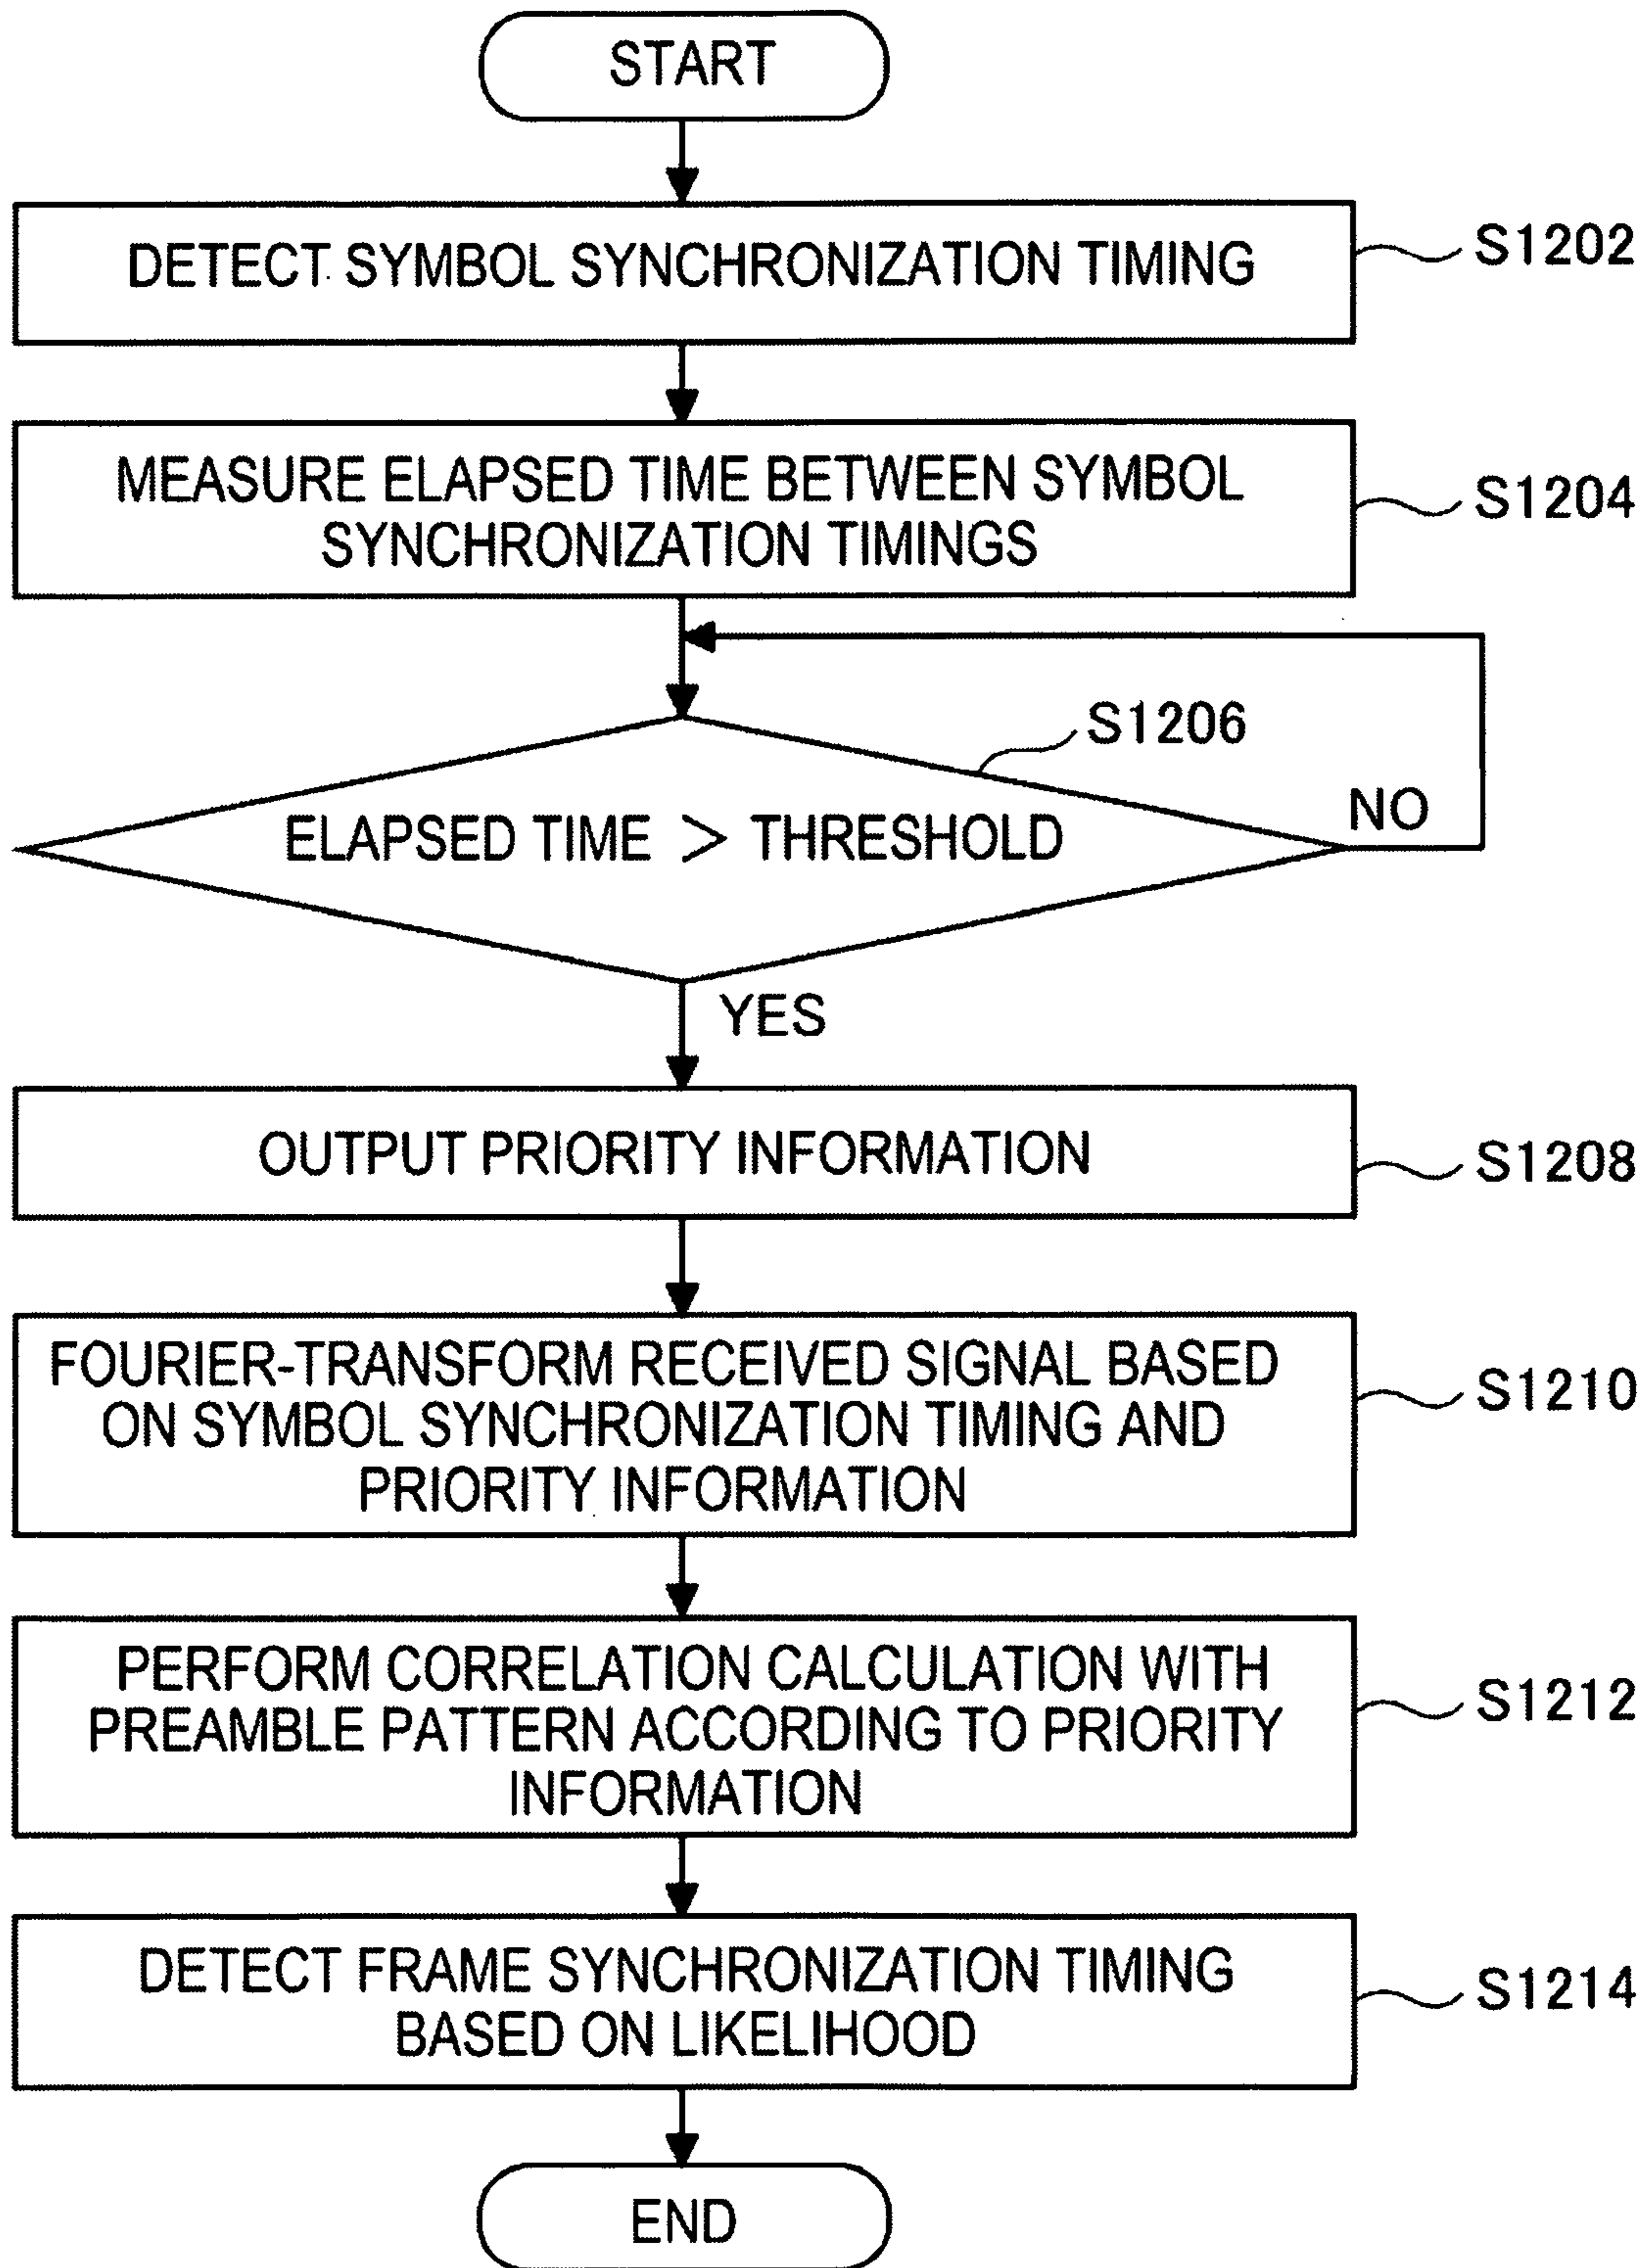 START
DETECT SYMBOL SYNCHRONIZATION TIMING
S1202
MEASURE ELAPSED TIME BETWEEN SYMBOL
SYNCHRONIZATION TIMINGS
S1204
S1206
ELAPSED TIME > THRESHOLD
NO
YES
OUTPUT PRIORITY INFORMATION
S1208
FOURIER-TRANSFORM RECEIVED SIGNAL BASED
ON SYMBOL SYNCHRONIZATION TIMING AND
PRIORITY INFORMATION
S1210
PERFORM CORRELATION CALCULATION WITH
PREAMBLE PATTERN ACCORDING TO PRIORITY
INFORMATION
S1212
DETECT FRAME SYNCHRONIZATION TIMING
BASED ON LIKELIHOOD
S1214
END